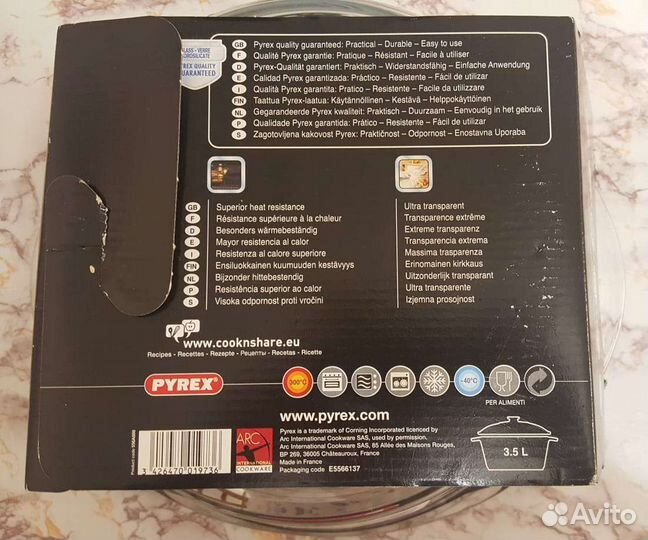 GLASS - VERRE
BOROSILICATE
PYREX QUALITY
GUARANTEED
GB Pyrex quality guaranteed: Practical – Durable – Easy to use
F Qualité Pyrex garantie: Pratique – Résistant – Facile à utiliser
D Pyrex-Qualität garantiert: Praktisch – Widerstandsfähig – Einfache Anwendung
E Calidad Pyrex garantizada: Práctico – Resistente – Fácil de utilizar
I Qualità Pyrex garantita: Pratico – Resistente – Facile da utilizzare
FIN Taattua Pyrex-laatua: Käytännöllinen – Kestävä – Helppokäyttöinen
NL Gegarandeerde Pyrex kwaliteit: Praktisch – Duurzaam – Eenvoudig in het gebruik
P Qualidade Pyrex garantida: Prático – Resistente – Fácil de utilizar
S Zagotovljena kakovost Pyrex: Praktičnost – Odpornost – Enostavna Uporaba
GB Superior heat resistance Ultra transparent
F Résistance supérieure à la chaleur Transparence extrême
D Besonders wärmebeständig Extreme transparenz
E Mayor resistencia al calor Transparencia extrema
I Resistenza al calore superiore Massima transparenza
FIN Ensiluokkainen kuumuuden kestävyys Erinomainen kirkkaus
NL Bijzonder hittebestendig Uitzonderlijk transparant
P Resistência superior ao calor Ultra transparente
S Visoka odpornost proti vročini Izjemna prosojnost
www.cooknshare.eu
Recipes - Recettes - Rezepte - Рецепты - Recetas - Ricette
PYREX® 300°C -40°C
PER ALIMENTI
www.pyrex.com
Pyrex is a trademark of Corning Incorporated licenced by
Arc International Cookware SAS, used by permission.
Arc International Cookware SAS, 85 Allée des Maisons Rouges,
BP 269, 36005 Châteauroux, France
Made in France
Packaging code E5566137
Product code
3 426470 019736
ARC
INTERNATIONAL
COOKWARE
3.5 L
Avito